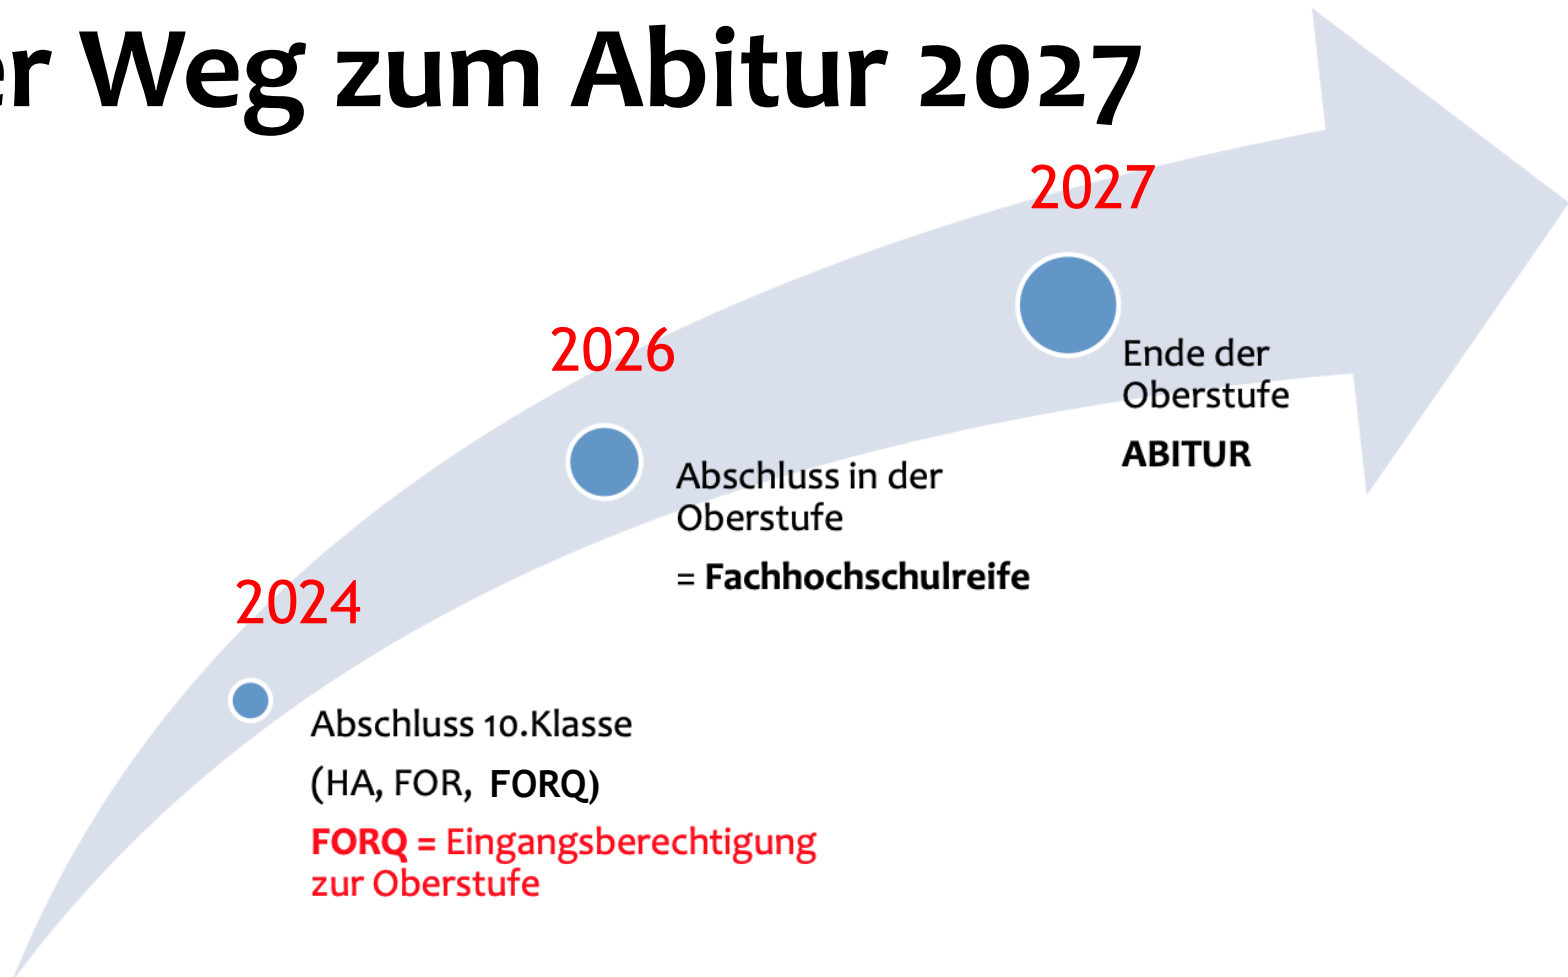 er Weg zum Abitur 2027
2027
2026
Ende der
Oberstufe
ABITUR
Abschluss in der
Oberstufe
= Fachhochschulreife
2024
Abschluss 10.Klasse
(HA, FOR, FORQ)
FORQ = Eingangsberechtigung
zur Oberstufe